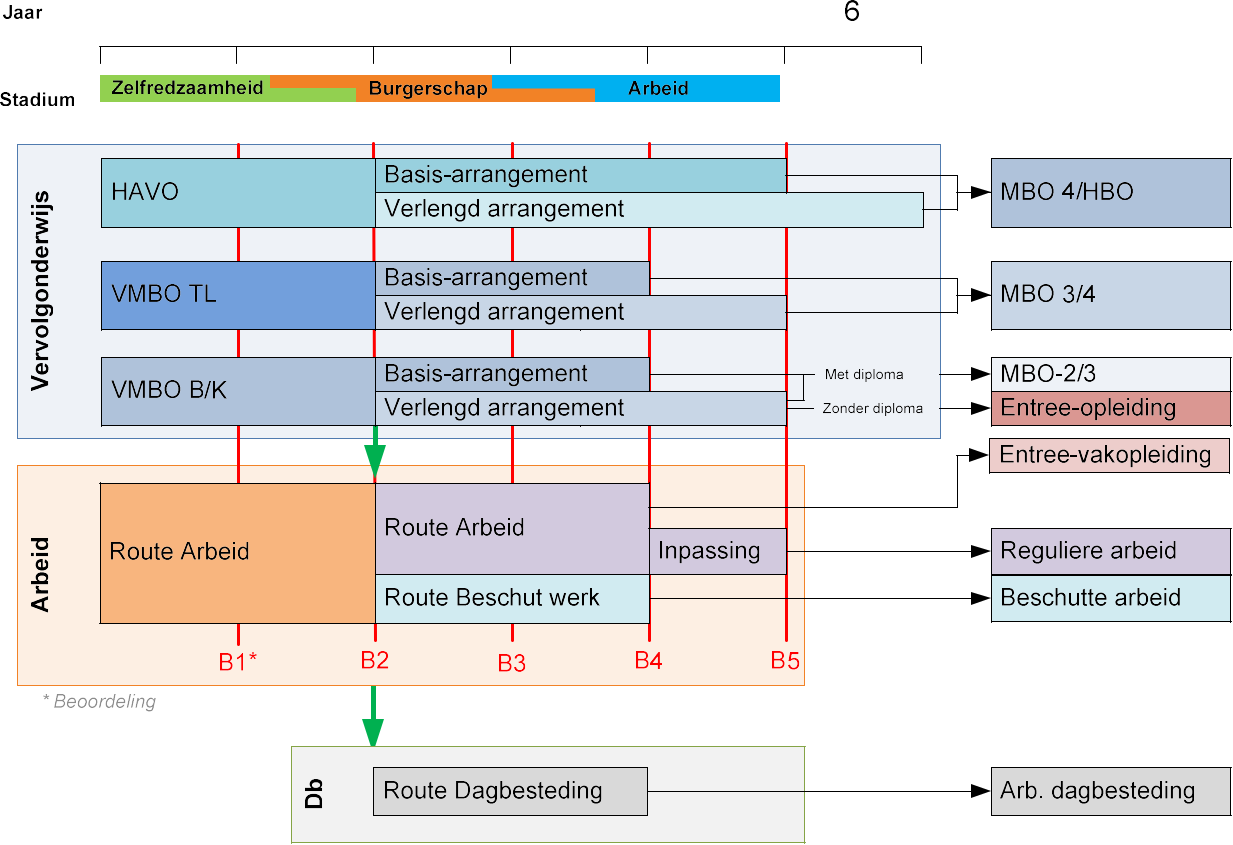 Jaar
6
Stadium
Zelfredzaamheid
Burgerschap
Arbeid
Vervolgonderwijs
HAVO
Basis-arrangement
Verlengd arrangement
MBO 4/HBO
VMBO TL
Basis-arrangement
Verlengd arrangement
MBO 3/4
VMBO B/K
Basis-arrangement
Verlengd arrangement
Met diploma
Zonder diploma
MBO-2/3
Entree-opleiding
Entree-vakopleiding
Arbeid
Route Arbeid
Route Arbeid
Inpassing
Route Beschut werk
Reguliere arbeid
Beschutte arbeid
B1*
B2
B3
B4
B5
* Beoordeling
Db
Route Dagbesteding
Arb. dagbesteding